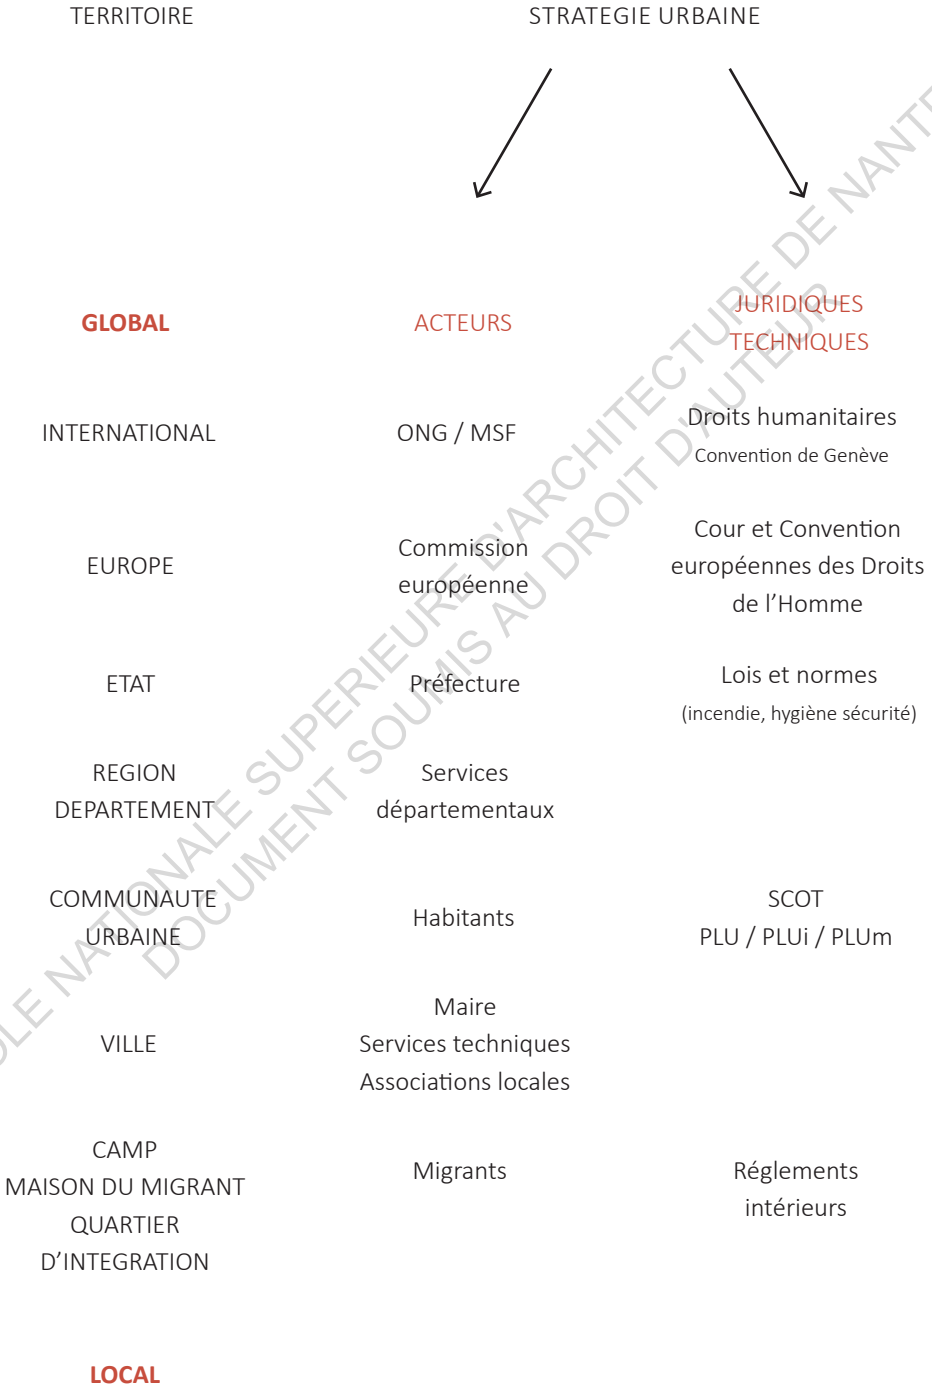 TERRITOIRE
STRATEGIE URBAINE
GLOBAL
ACTEURS
JURIDIQUES
TECHNIQUES
INTERNATIONAL
ONG / MSF
Droits humanitaires
Convention de Genève
EUROPE
Commission
européenne
Cour et Convention
européennes des Droits
de l’Homme
ETAT
Préfecture
Lois et normes
(incendie, hygiène sécurité)
REGION
DEPARTEMENT
Services
départementaux
COMMUNAUTE
URBAINE
Habitants
SCOT
PLU / PLUi / PLUm
VILLE
Maire
Services techniques
Associations locales
CAMP
MAISON DU MIGRANT
QUARTIER
D’INTEGRATION
Migrants
Réglements
intérieurs
LOCAL
NATIONALE SUPERIEURE D'ARCHITECTURE DE
DOCUMENT SOUMIS AU DROIT D'AUTEUR